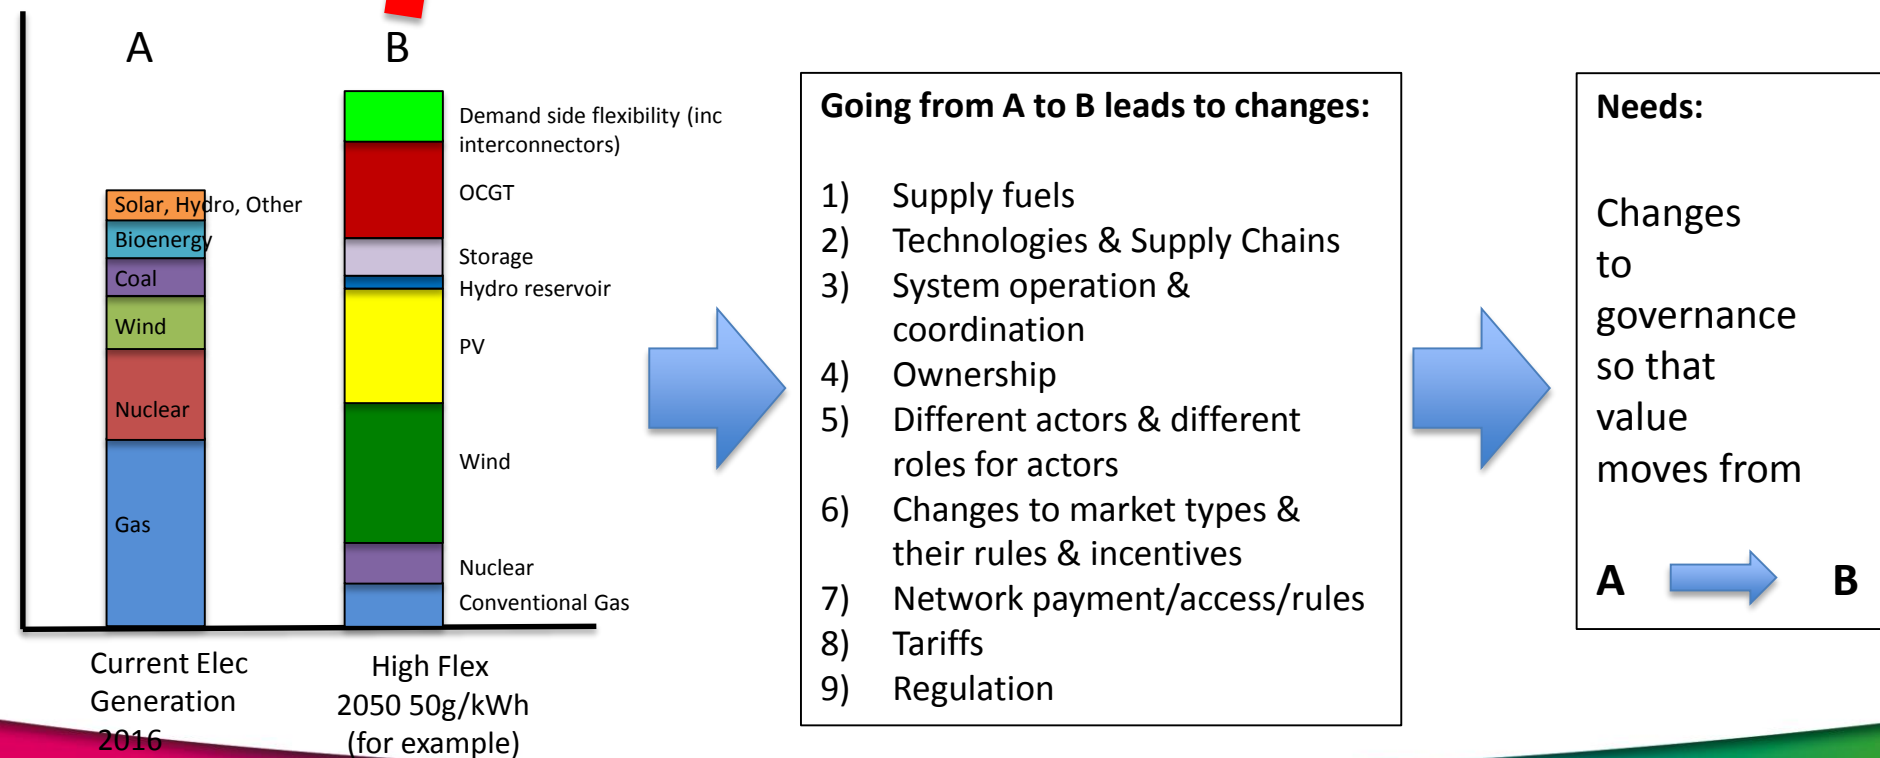 A
B
Solar, Hydro, Other
Bioenergy
Coal
Wind
Nuclear
Gas
Demand side flexibility (inc
interconnectors)
OCGT
Storage
Hydro reservoir
PV
Wind
Nuclear
Conventional Gas
Current Elec
Generation
2016
High Flex
2050 50g/kWh
(for example)
Going from A to B leads to changes:
1) Supply fuels
2) Technologies & Supply Chains
3) System operation &
coordination
4) Ownership
5) Different actors & different
roles for actors
6) Changes to market types &
their rules & incentives
7) Network payment/access/rules
8) Tariffs
9) Regulation
Needs:
Changes
to
governance
so that
value
moves from
A B